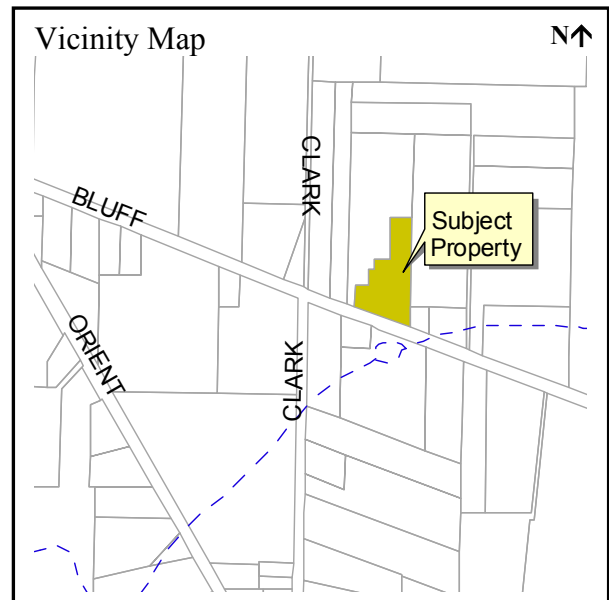 Vicinity Map
N↑
CLARK
BLUFF
Subject
Property
ORIENT
CLARK